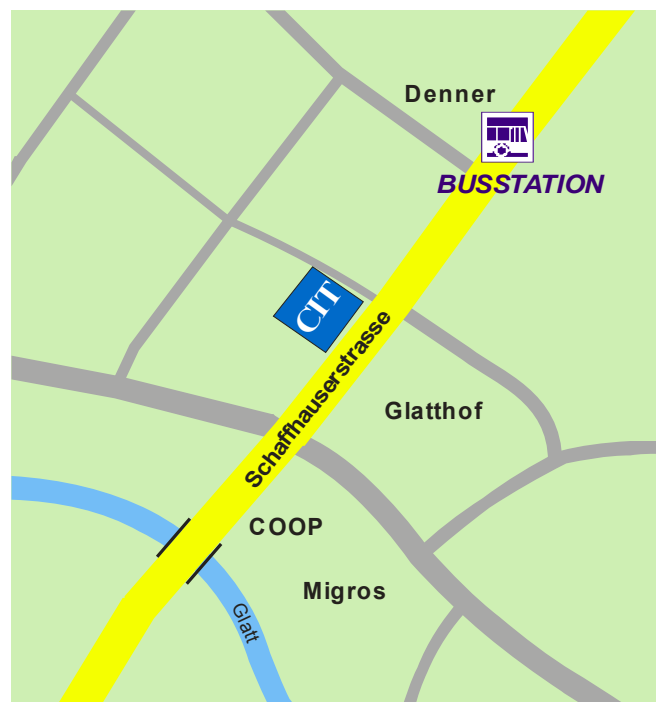 Denner
BUSSTATION
CIT
Schaffhauserstrasse
Glatthof
COOP
Migros
Glatt